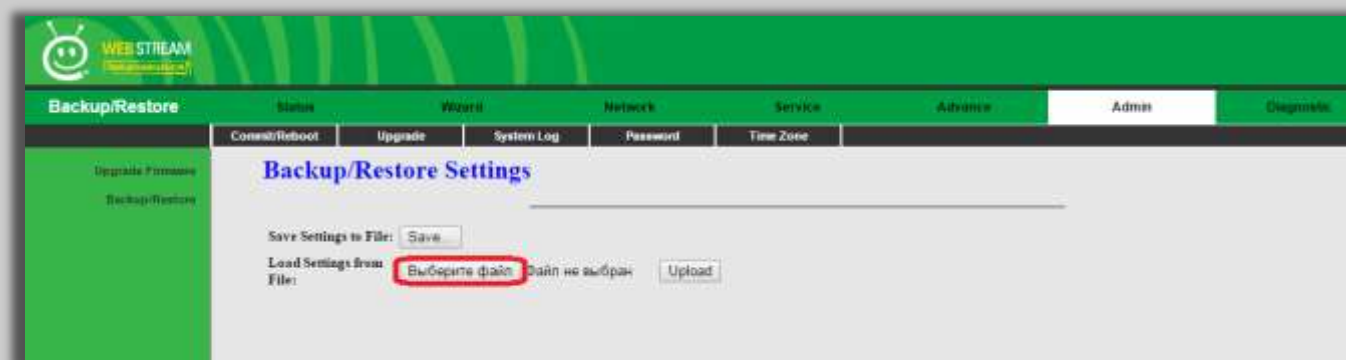 WEB STREAM
Backup/Restore Status Wizard Network Service Advance Admin Diagnostic
Commit/Reboot Upgrade System Log Password Time Zone
Upgrade Firmware
Backup/Restore
Backup/Restore Settings
Save Settings to File: Save...
Load Settings from
File: Выберите файл Файл не выбран Upload